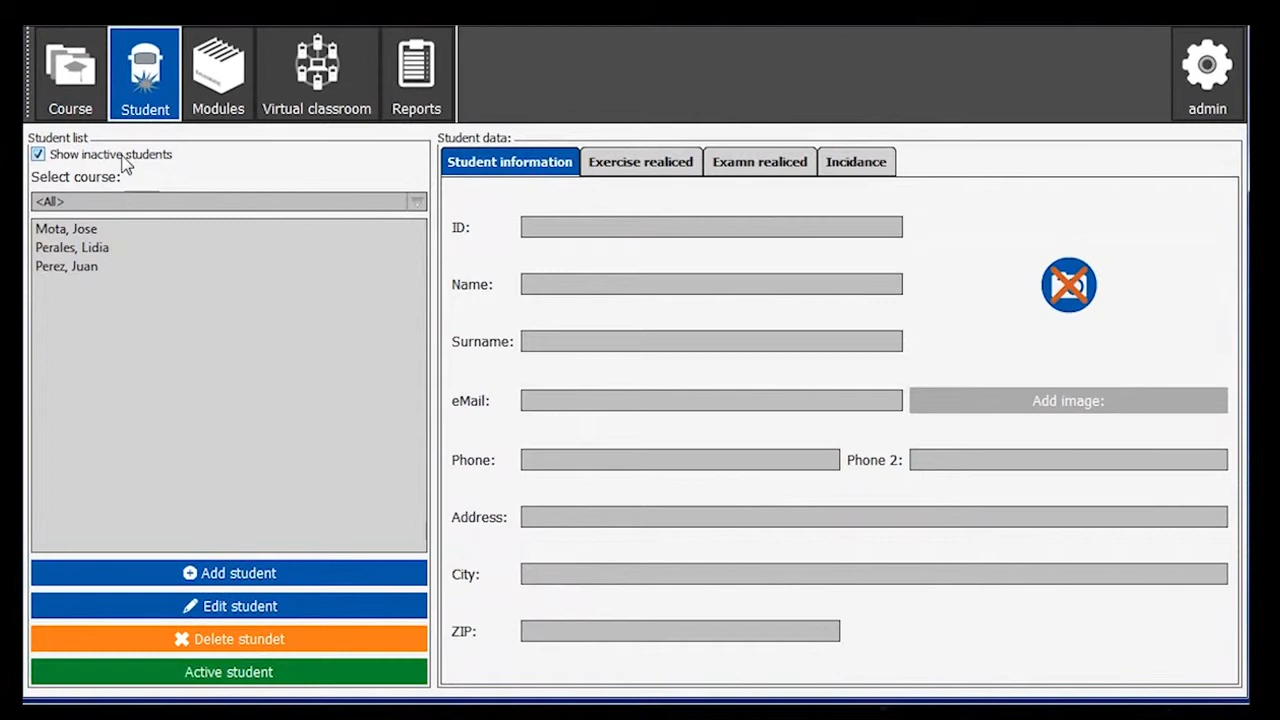 Course
Student
Modules
Virtual classroom
Reports
admin
Student list
Show inactive students
Select course:
<All>
Mota, Jose
Perales, Lidia
Perez, Juan
Add student
Edit student
Delete stundet
Active student
Student data:
Student information
Exercise realiced
Examn realiced
Incidance
ID:
Name:
Surname:
eMail:
Add image:
Phone:
Phone 2:
Address:
City:
ZIP: